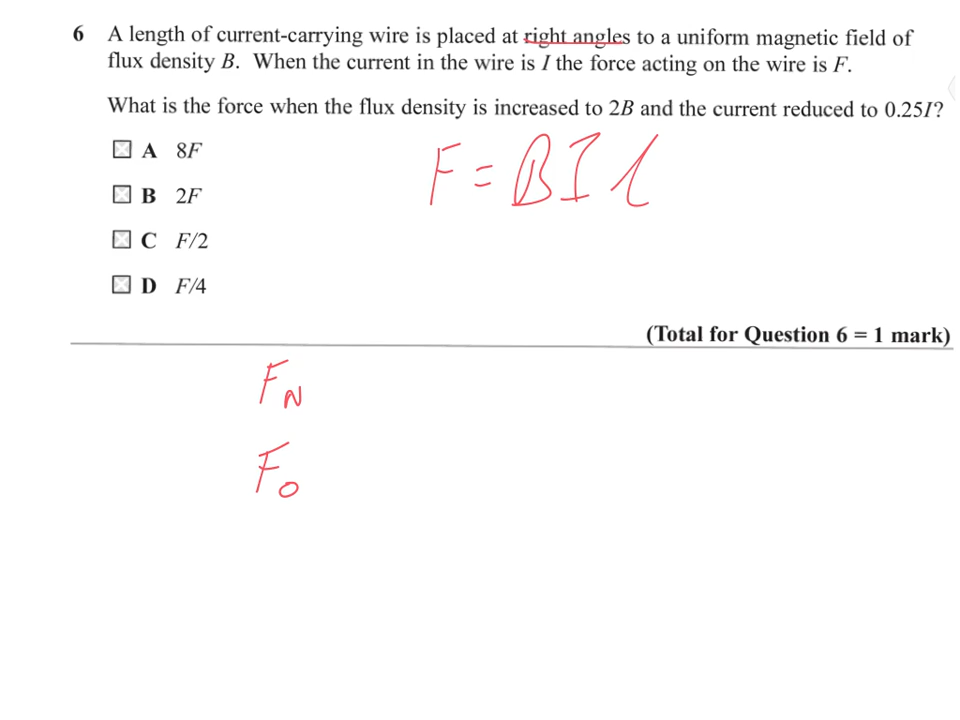 6 A length of current-carrying wire is placed at right angles to a uniform magnetic field of
flux density B. When the current in the wire is I the force acting on the wire is F.
What is the force when the flux density is increased to 2B and the current reduced to 0.25I?
A 8F
B 2F
C F/2
D F/4
F = BIl
(Total for Question 6 = 1 mark)
F_N
F_O